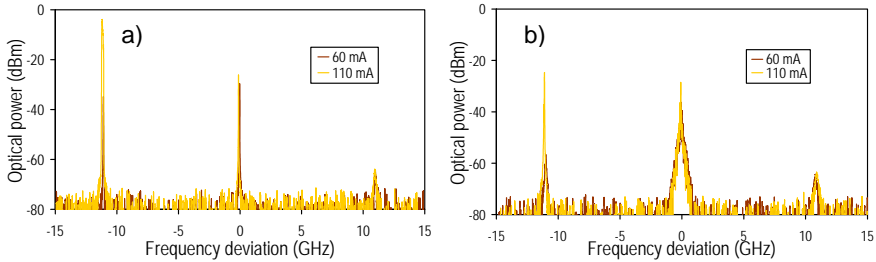 a)
Optical power (dBm)
0
-20
-40
-60
-80
60 mA
110 mA
-15
-10
-5
0
5
10
15
Frequency deviation (GHz)
b)
Optical power (dBm)
0
-20
-40
-60
-80
60 mA
110 mA
-15
-10
-5
0
5
10
15
Frequency deviation (GHz)